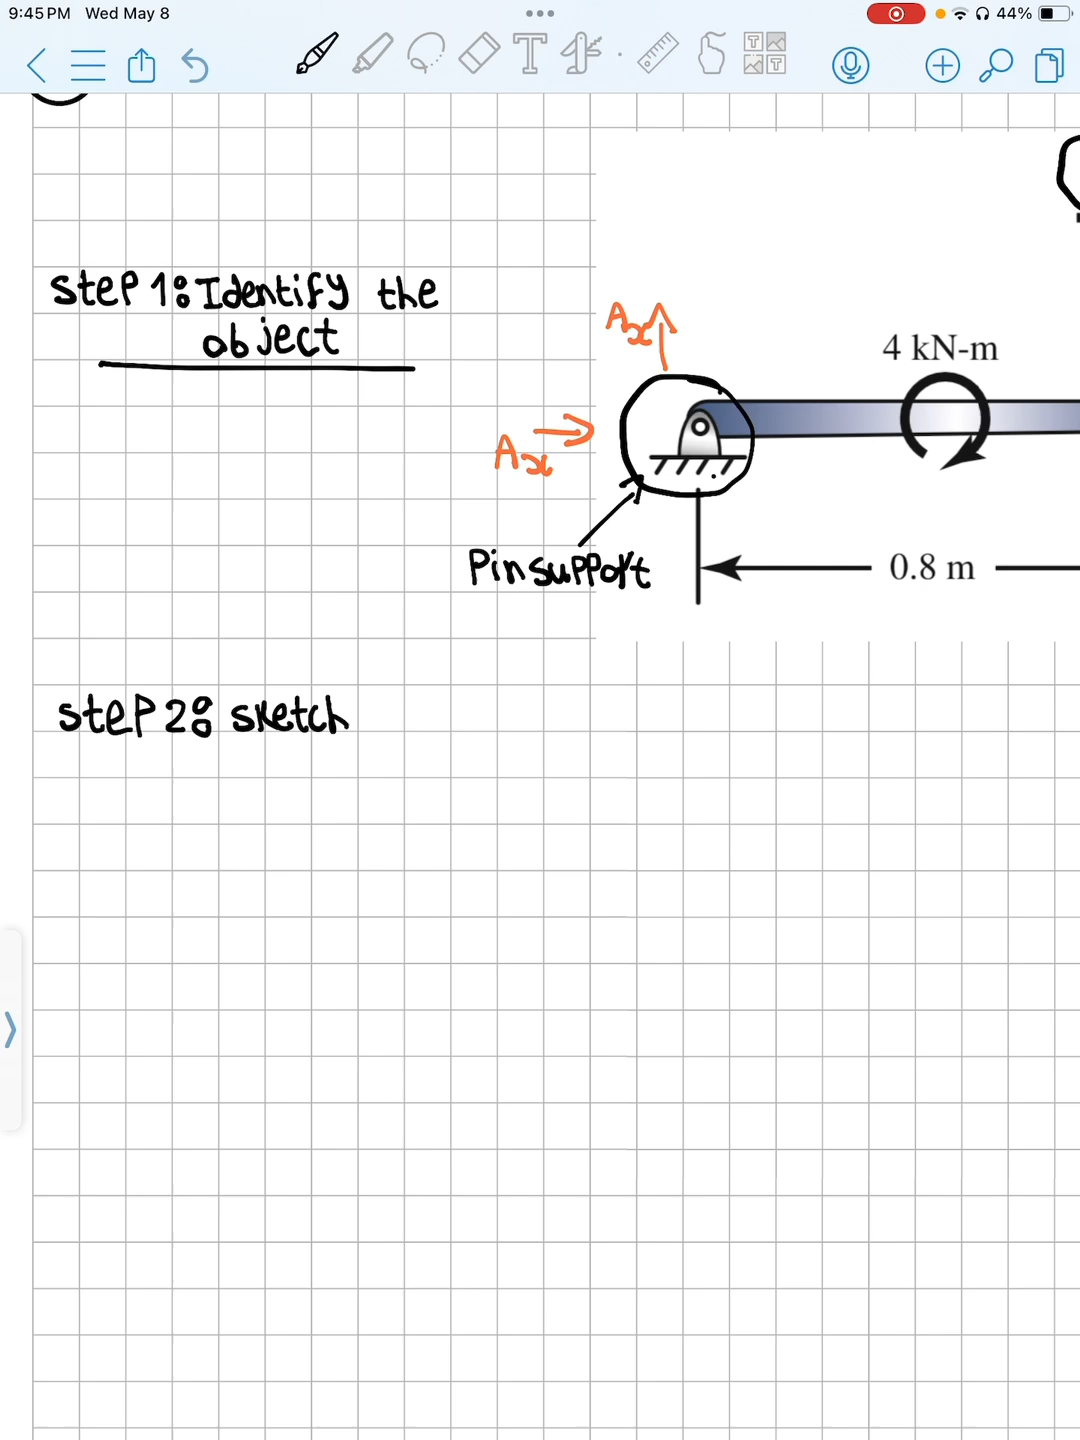 9:45 PM Wed May 8
44%
Step 1: Identify the
object
Ax
4 kN-m
Ax
Pin support
0.8 m
Step 2: sketch